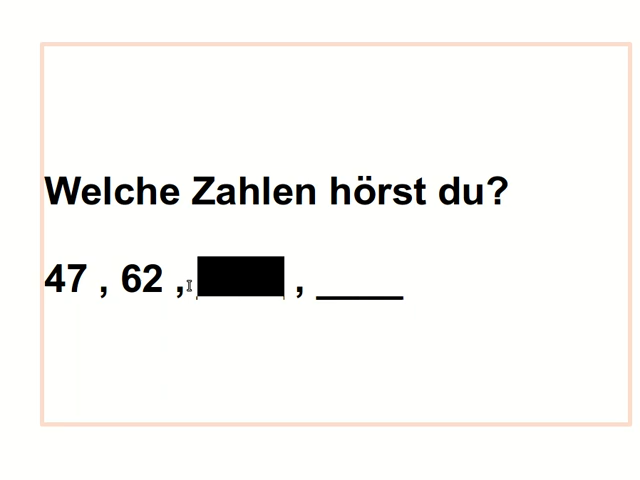 Welche Zahlen hörst du?
47 , 62 , , ____